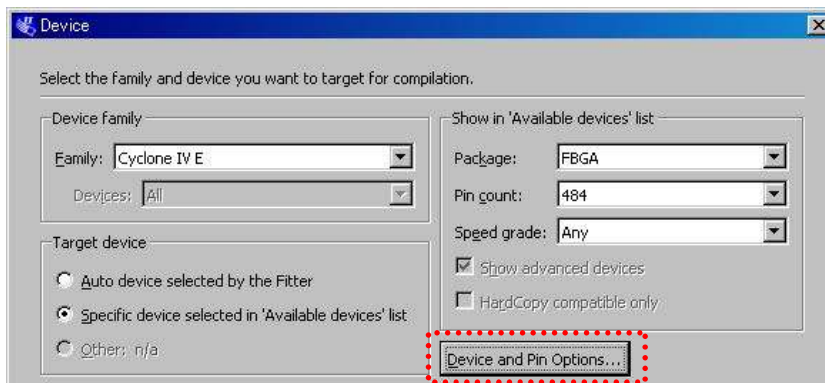 Device
Select the family and device you want to target for compilation.
Device family
Family: Cyclone IV E
Devices: All
Target device
Auto device selected by the Fitter
Specific device selected in 'Available devices' list
Other: n/a
Show in 'Available devices' list
Package: FBGA
Pin count: 484
Speed grade: Any
Show advanced devices
HardCopy compatible only
Device and Pin Options...